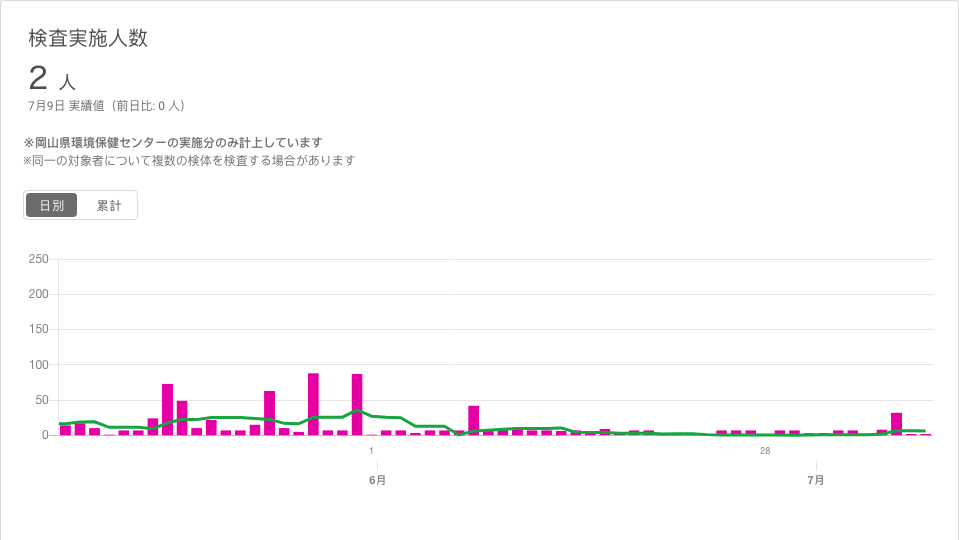 検査実施人数
2 人
7月9日 実績値（前日比: 0 人）
※岡山県環境保健センターの実施分のみ計上しています
※同一の対象者について複数の検体を検査する場合があります
日別 累計
250
200
150
100
50
0
1 28
6月 7月